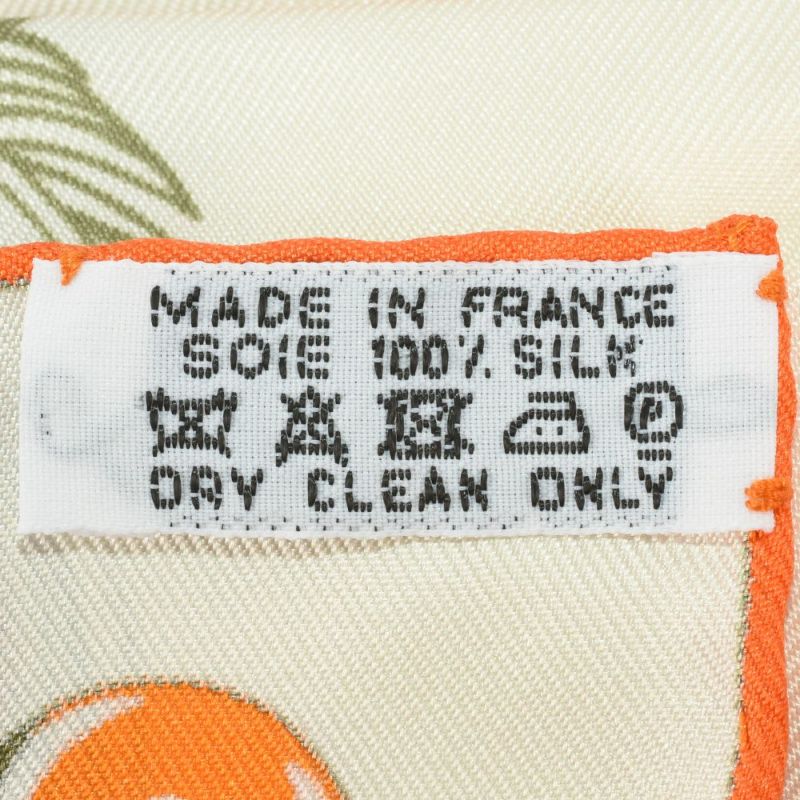 MADE IN FRANCE
SOIE 100% SILK
P
DRY CLEAN ONLY